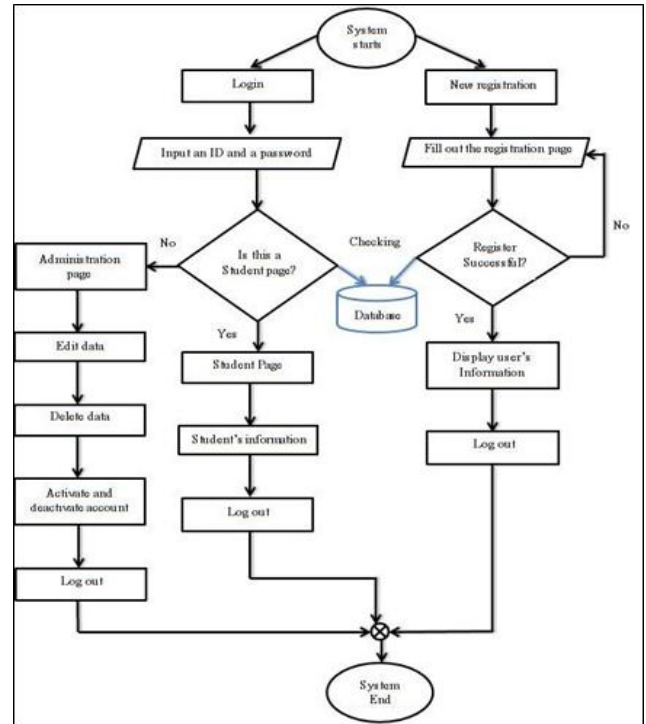 System
starts
Login
New registration
Input an ID and a password
Fill out the registration page
No
Is this a
Student page?
Checking
Register
Successful?
No
Administration
page
Database
Yes
Yes
Edit data
Student Page
Display user's
Information
Delete data
Student's information
Log out
Activate and
deactivate account
Log out
Log out
System
End